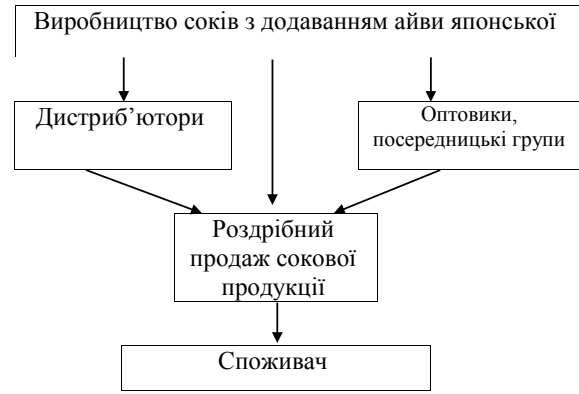 Виробництво соків з додаванням айви японської
Дистриб’ютори
Оптовики,
посередницькі групи
Роздрібний
продаж сокової
продукції
Споживач